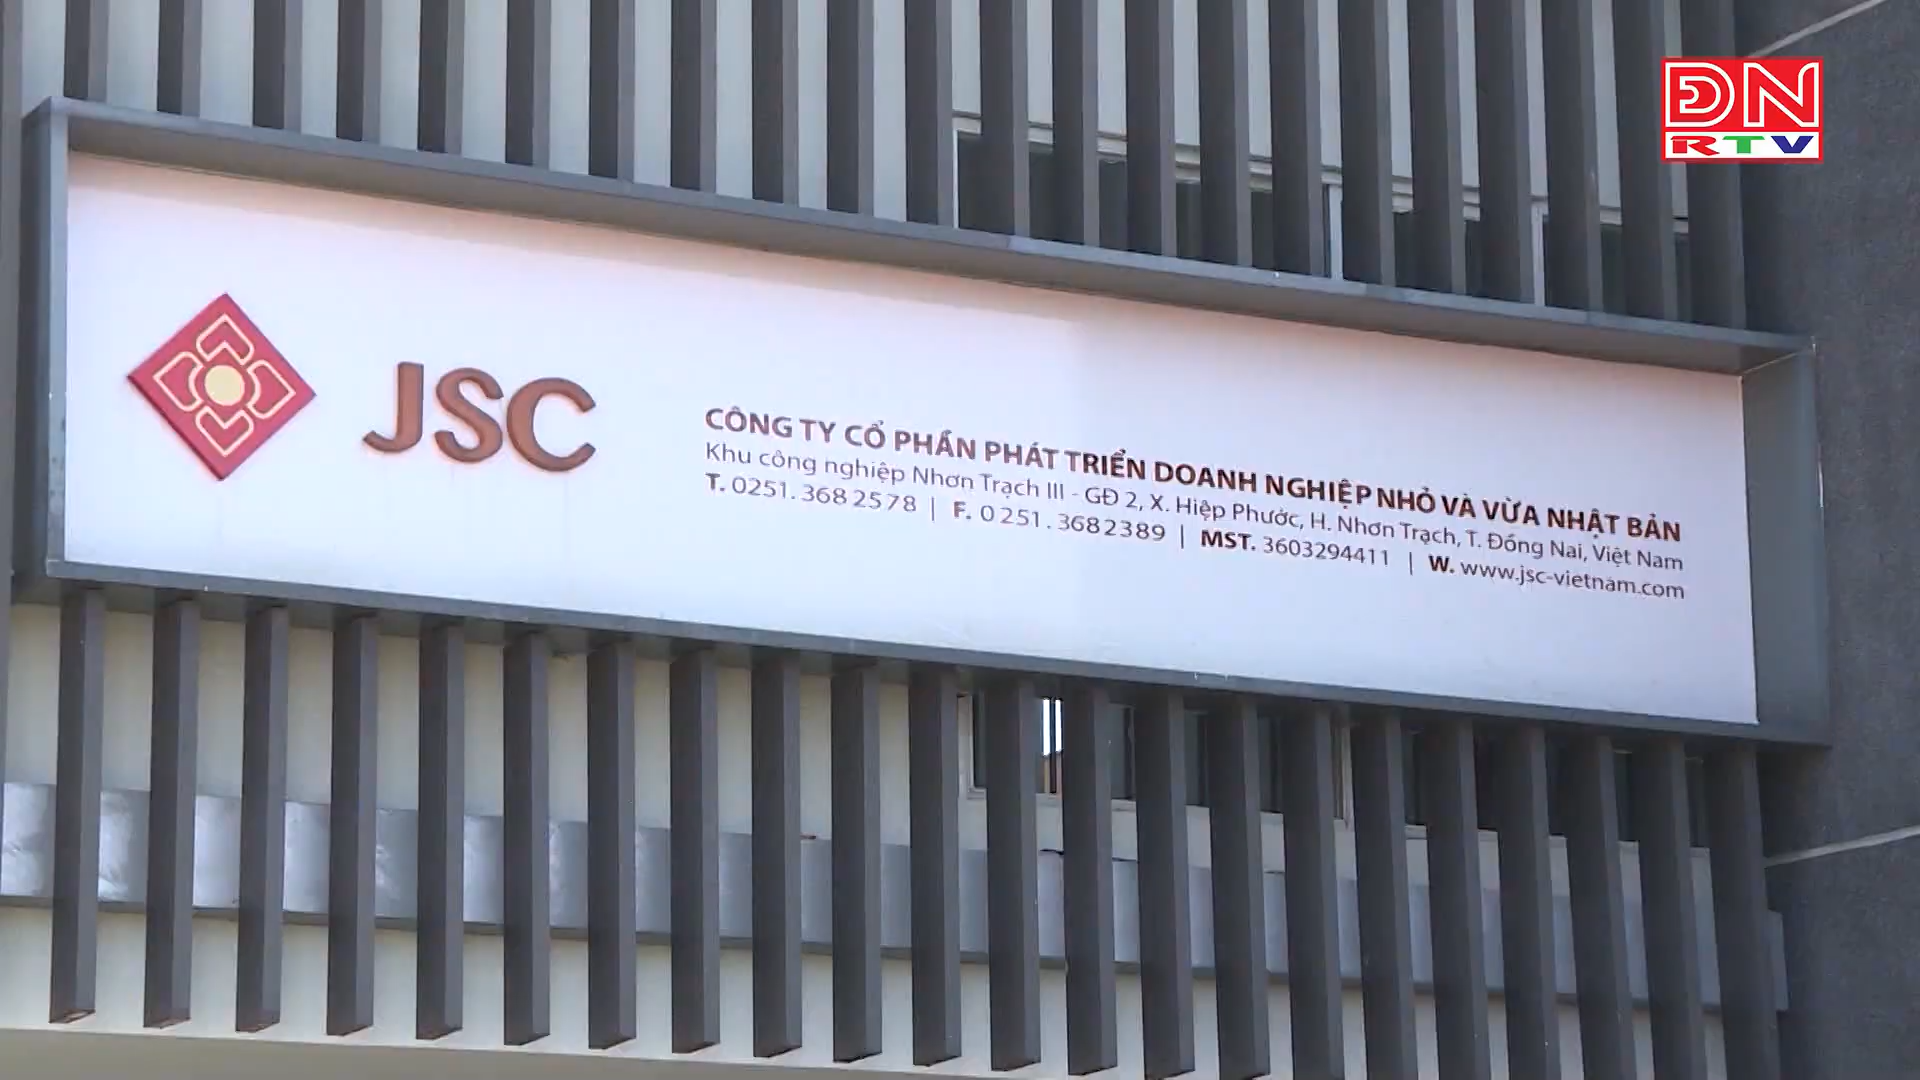 ĐN
RTV
JSC
CÔNG TY CỔ PHẦN PHÁT TRIỂN DOANH NGHIỆP NHỎ VÀ VỪA NHẬT BẢN
Khu công nghiệp Nhơn Trạch III - GĐ 2, X. Hiệp Phước, H. Nhơn Trạch, T. Đồng Nai, Việt Nam
T. 0251. 368 2578 | F. 0251. 3682389 | MST. 3603294411 | W. www.jsc-vietnam.com